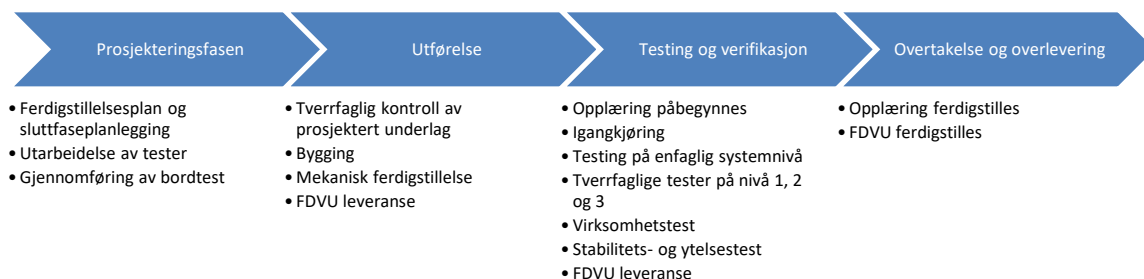 Prosjekteringsfasen
Utførelse
Testing og verifikasjon
Overtakelse og overlevering
• Ferdigstillelsesplan og
sluttfaseplanlegging
• Utarbeidelse av tester
• Gjennomføring av bordtest
• Tverrfaglig kontroll av
prosjektert underlag
• Bygging
• Mekanisk ferdigstillelse
• FDVU leveranse
• Opplæring påbegynnes
• Igangkjøring
• Testing på enfaglig systemnivå
• Tverrfaglige tester på nivå 1, 2
og 3
• Virksomhetstest
• Stabilitets- og ytelsestest
• FDVU leveranse
• Opplæring ferdigstilles
• FDVU ferdigstilles